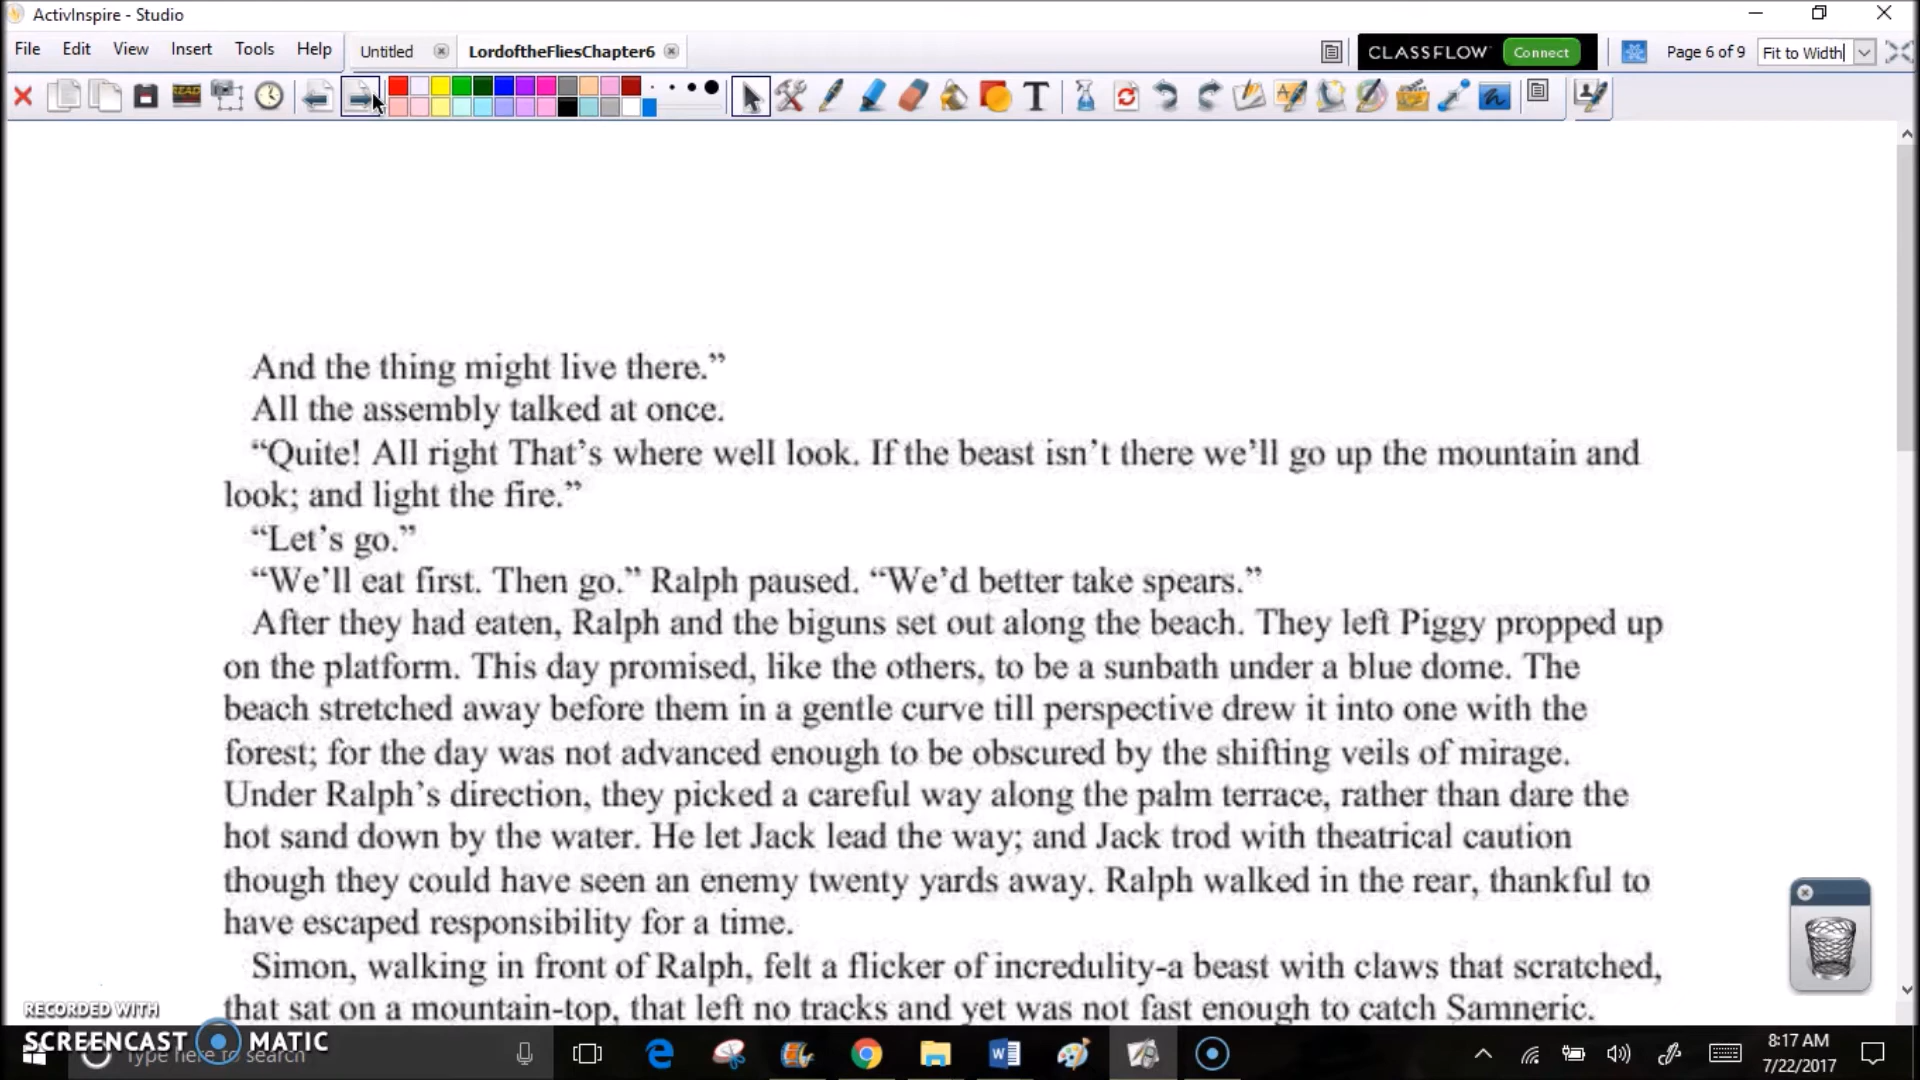 ActivInspire - Studio
File Edit View Insert Tools Help Untitled LordoftheFliesChapter6 CLASSFLOW Connect Page 6 of 9 Fit to Width
And the thing might live there.”
All the assembly talked at once.
“Quite! All right That’s where well look. If the beast isn’t there we’ll go up the mountain and
look; and light the fire.”
“Let’s go.”
“We’ll eat first. Then go.” Ralph paused. “We’d better take spears.”
After they had eaten, Ralph and the biguns set out along the beach. They left Piggy propped up
on the platform. This day promised, like the others, to be a sunbath under a blue dome. The
beach stretched away before them in a gentle curve till perspective drew it into one with the
forest; for the day was not advanced enough to be obscured by the shifting veils of mirage.
Under Ralph’s direction, they picked a careful way along the palm terrace, rather than dare the
hot sand down by the water. He let Jack lead the way; and Jack trod with theatrical caution
though they could have seen an enemy twenty yards away. Ralph walked in the rear, thankful to
have escaped responsibility for a time.
Simon, walking in front of Ralph, felt a flicker of incredulity-a beast with claws that scratched,
that sat on a mountain-top, that left no tracks and yet was not fast enough to catch Samneric.
RECORDED WITH
SCREENCAST MATIC
Type here to search
8:17 AM
7/22/2017